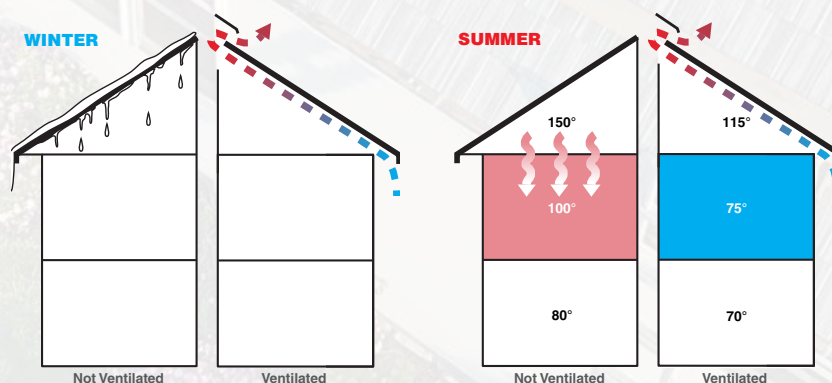 WINTER
SUMMER
150°
115°
100°
75°
80°
70°
Not Ventilated
Ventilated
Not Ventilated
Ventilated